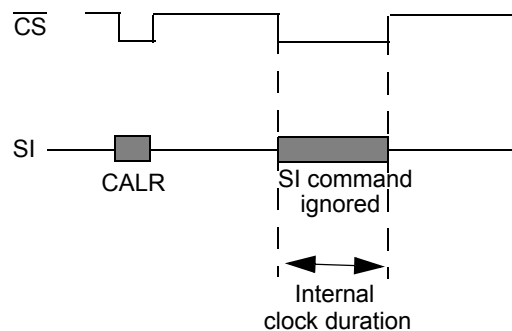 CS
SI
CALR
SI command
ignored
Internal
clock duration